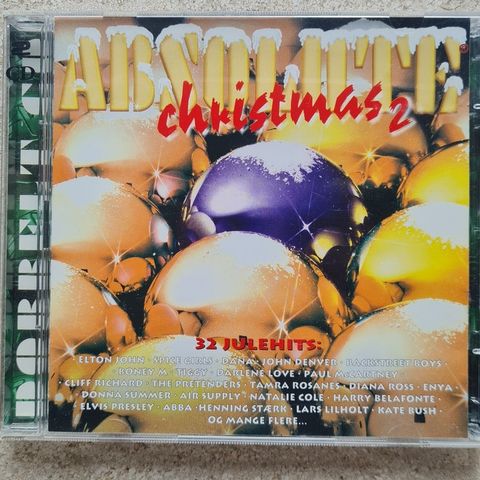 ABSOLUTE
christmas 2
DOBBELT CD
32 JULEHITS:
ELTON JOHN · SPICE GIRLS · DANA · JOHN DENVER · BACKSTREET BOYS ·
BONEY M · TIGGY · DARLENE LOVE · PAUL McCARTNEY ·
CLIFF RICHARD · THE PRETENDERS · TAMRA ROSANES · DIANA ROSS · ENYA ·
DONNA SUMMER · AIR SUPPLY · NATALIE COLE · HARRY BELAFONTE ·
ELVIS PRESLEY · ABBA · HENNING STÆRK · LARS LILHOLT · KATE BUSH ·
OG MANGE FLERE...